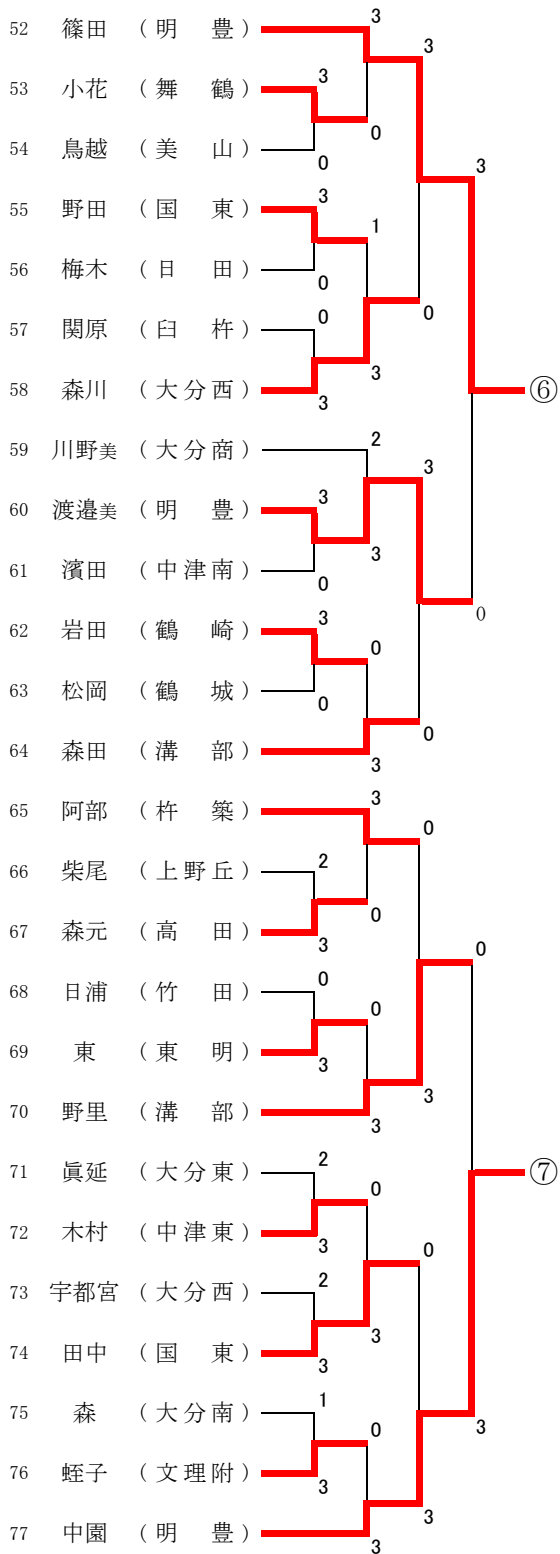 52 篠田 (明 豊)
3
3
53 小花 (舞 鶴)
3
0
54 鳥越 (美 山)
0
3
55 野田 (国 東)
3
1
56 梅木 (日 田)
0
57 関原 (臼 杵)
0
0
58 森川 (大分西)
3
3
⑥
59 川野美 (大分商)
2
3
60 渡邉美 (明 豊)
3
3
61 濱田 (中津南)
0
0
62 岩田 (鶴 崎)
3
0
63 松岡 (鶴 城)
0
0
64 森田 (溝 部)
3
65 阿部 (杵 築)
3
0
66 柴尾 (上野丘)
2
0
67 森元 (高 田)
3
0
68 日浦 (竹 田)
0
0
69 東 (東 明)
3
3
70 野里 (溝 部)
3
71 眞延 (大分東)
2
0
⑦
72 木村 (中津東)
3
0
73 宇都宮 (大分西)
2
3
74 田中 (国 東)
3
75 森 (大分南)
1
0
3
76 蛭子 (文理附)
3
3
77 中園 (明 豊)
3